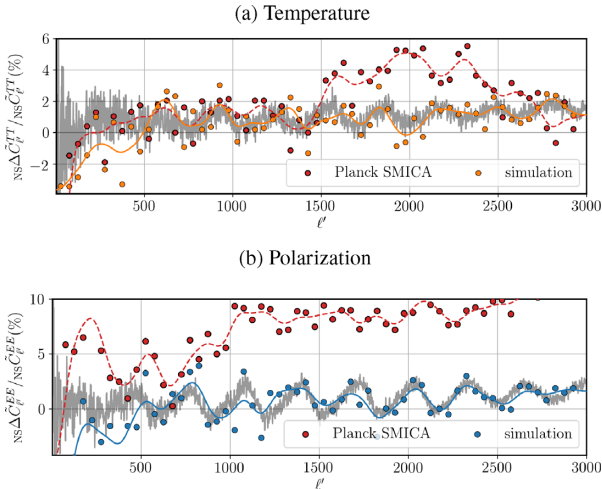 (a) Temperature
NSΔC̃ℓ′TT/NSC̃ℓ′TT(%)
6
4
2
0
−2
Planck SMICA
simulation
500 1000 1500 2000 2500 3000
ℓ′
(b) Polarization
NSΔC̃ℓ′EE/NSC̃ℓ′EE(%)
10
5
0
Planck SMICA
simulation
500 1000 1500 2000 2500 3000
ℓ′